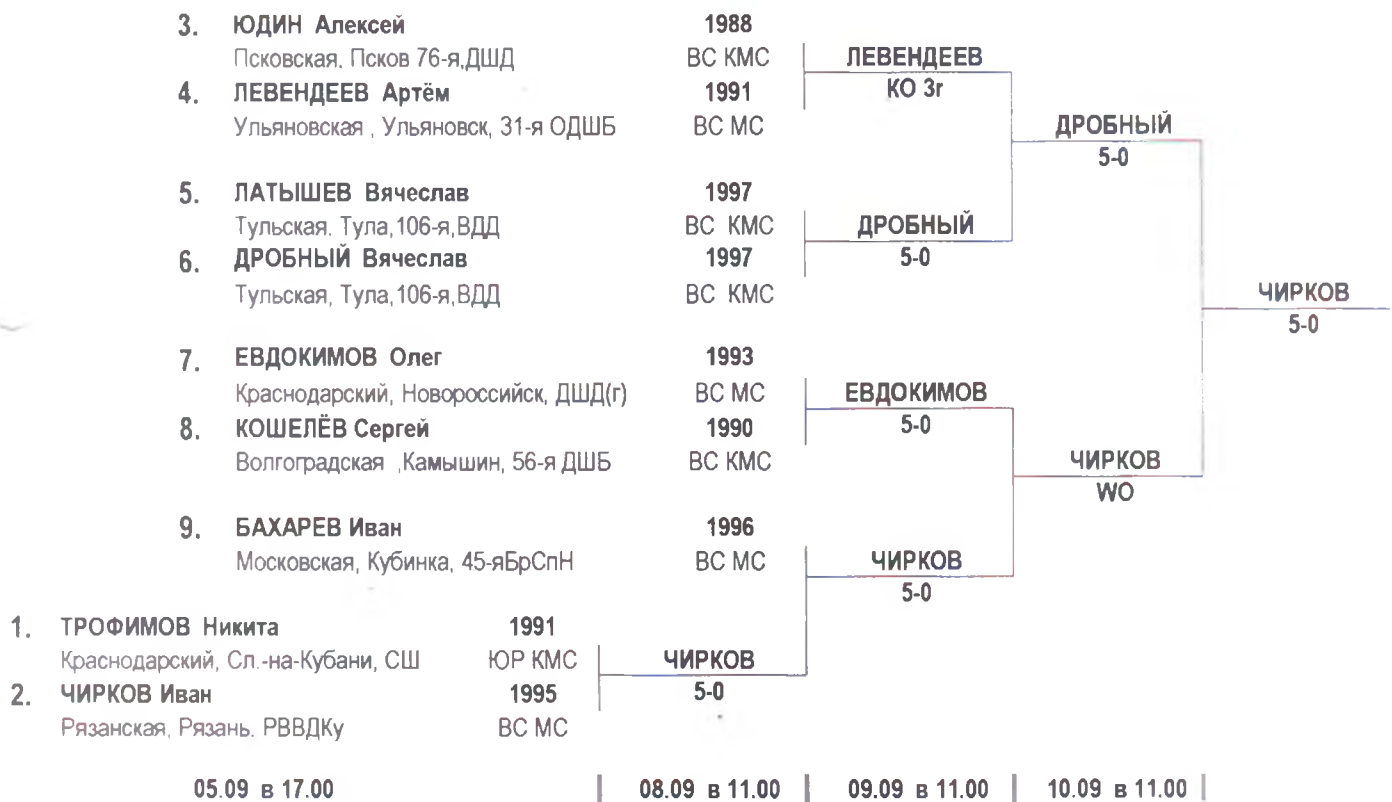 3. ЮДИН Алексей 1988
Псковская. Псков 76-я,ДШД ВС КМС
ЛЕВЕНДЕЕВ
КО 3r
4. ЛЕВЕНДЕЕВ Артём 1991
Ульяновская , Ульяновск, 31-я ОДШБ ВС МС
ДРОБНЫЙ
5-0
5. ЛАТЫШЕВ Вячеслав 1997
Тульская. Тула,106-я,ВДД ВС КМС
ДРОБНЫЙ
5-0
6. ДРОБНЫЙ Вячеслав 1997
Тульская, Тула,106-я,ВДД ВС КМС
ЧИРКОВ
5-0
7. ЕВДОКИМОВ Олег 1993
Краснодарский, Новороссийск, ДШД(г) ВС МС
ЕВДОКИМОВ
5-0
8. КОШЕЛЁВ Сергей 1990
Волгоградская ,Камышин, 56-я ДШБ ВС КМС
ЧИРКОВ
WO
9. БАХАРЕВ Иван 1996
Московская, Кубинка, 45-яБрСпН ВС МС
ЧИРКОВ
5-0
1. ТРОФИМОВ Никита 1991
Краснодарский, Сл.-на-Кубани, СШ ЮР КМС
ЧИРКОВ
5-0
2. ЧИРКОВ Иван 1995
Рязанская, Рязань. РВВДКу ВС МС
05.09 в 17.00 08.09 в 11.00 09.09 в 11.00 10.09 в 11.00